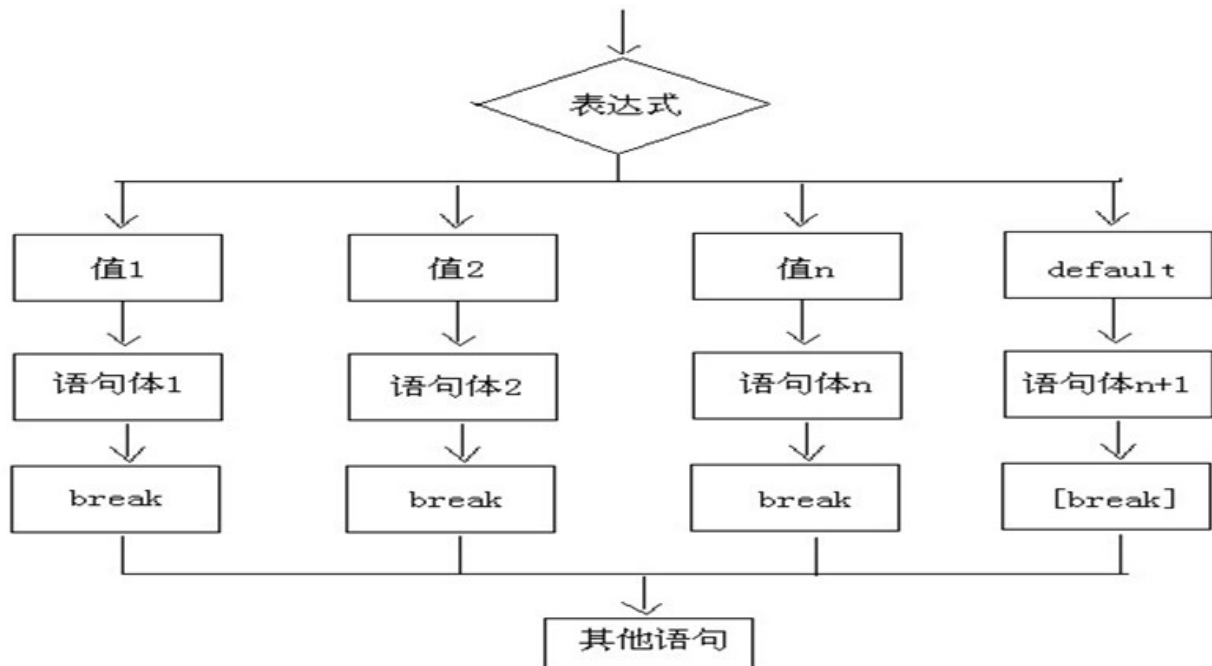 表达式
值1
值2
值n
default
语句体1
语句体2
语句体n
语句体n+1
break
break
break
[break]
其他语句